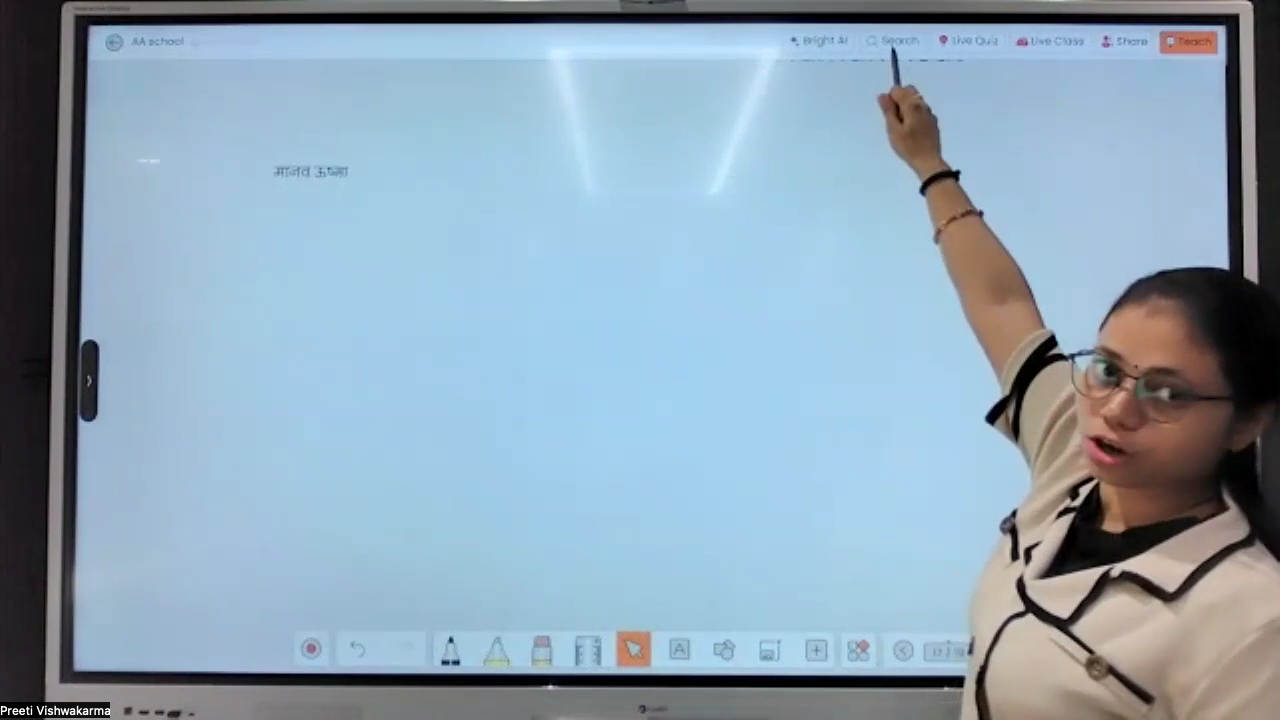 AA school
Bright AI
Search
Live Quiz
Live Class
Share
Teach
मानव ऊष्मा
A
Preeti Vishwakarma